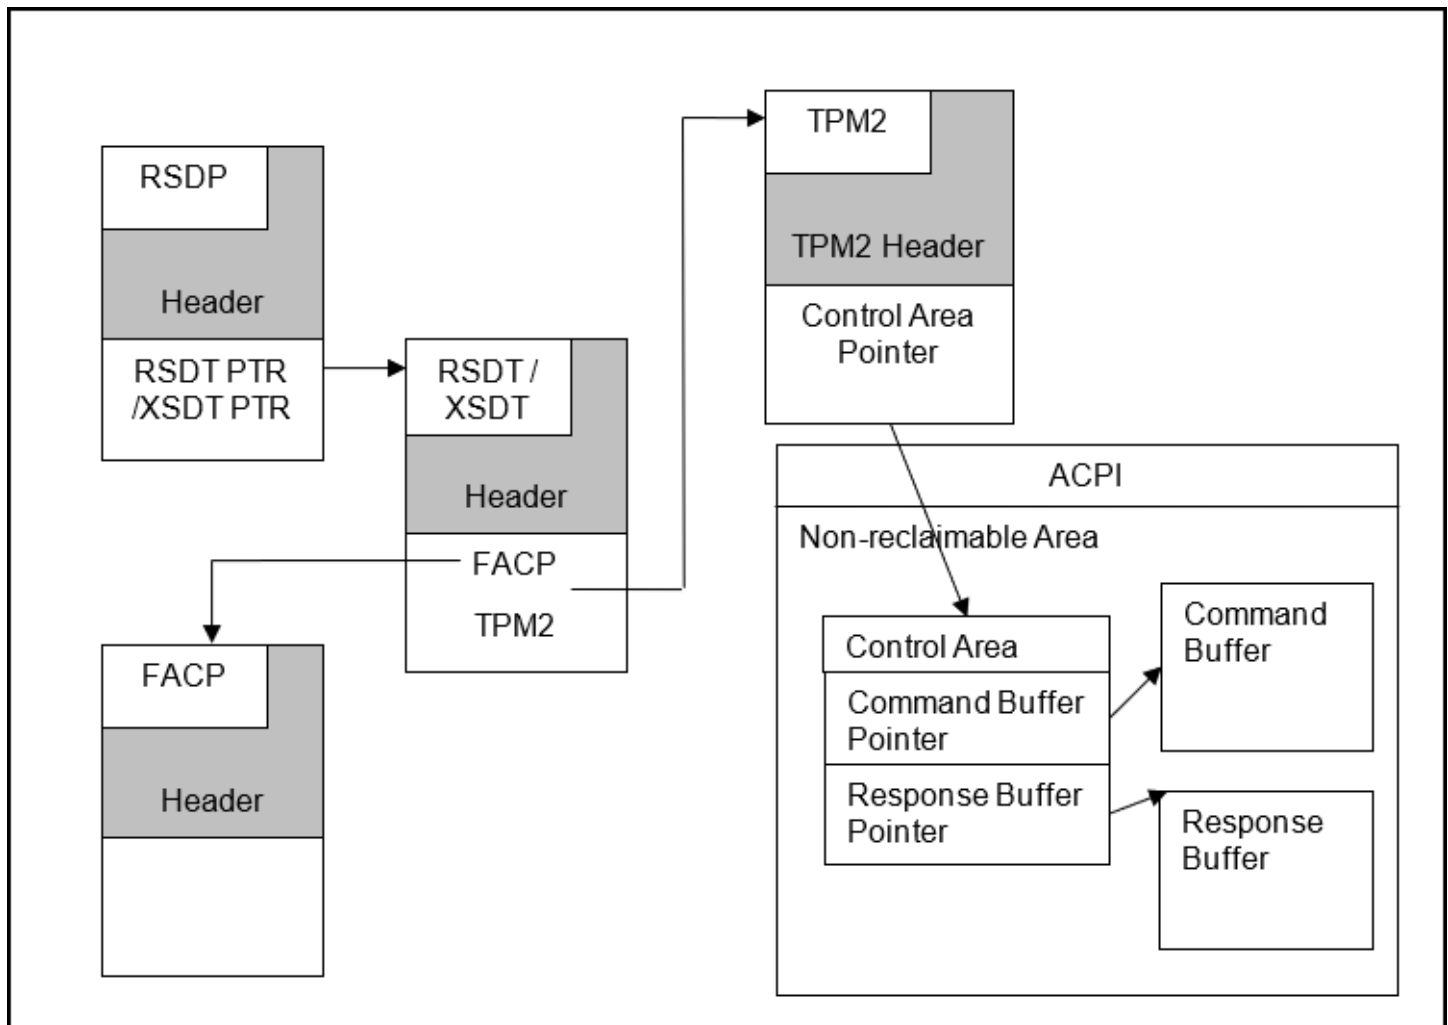 RSDP
Header
RSDT PTR
/XSDT PTR
RSDT /
XSDT
Header
FACP
TPM2
FACP
Header
TPM2
TPM2 Header
Control Area
Pointer
ACPI
Non-reclaimable Area
Control Area
Command Buffer
Pointer
Response Buffer
Pointer
Command
Buffer
Response
Buffer